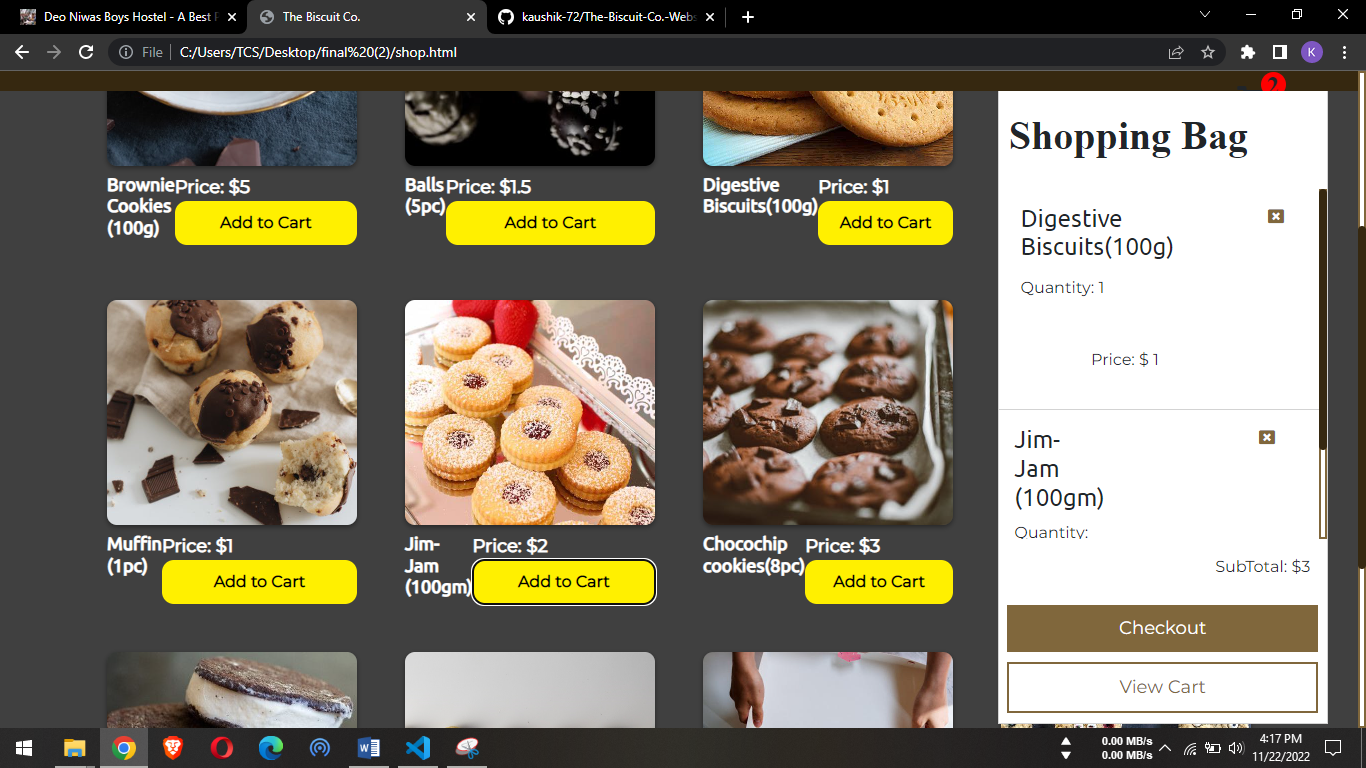 Deo Niwas Boys Hostel - A Best P
The Biscuit Co.
kaushik-72/The-Biscuit-Co.-Webs
File
C:/Users/TCS/Desktop/final%20(2)/shop.html
K
2
Brownie
Cookies
(100g)
Price: $5
Add to Cart
Balls
(5pc)
Price: $1.5
Add to Cart
Digestive
Biscuits(100g)
Price: $1
Add to Cart
Muffin
(1pc)
Price: $1
Add to Cart
Jim-
Jam
(100gm)
Price: $2
Add to Cart
Chocochip
cookies(8pc)
Price: $3
Add to Cart
Shopping Bag
Digestive
Biscuits(100g)
Quantity: 1
Price: $ 1
Jim-
Jam
(100gm)
Quantity:
SubTotal: $3
Checkout
View Cart
0.00 MB/s
0.00 MB/s
4:17 PM
11/22/2022